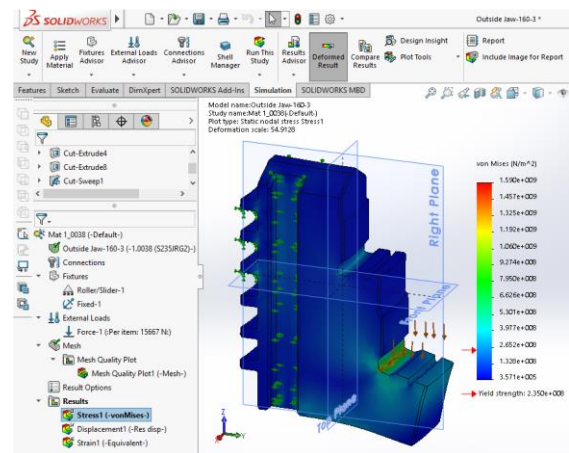 SOLIDWORKS
Outside Jaw-160-3 *
New Study
Apply Material
Fixtures Advisor
External Loads Advisor
Connections Advisor
Shell Manager
Run This Study
Results Advisor
Deformed Result
Compare Results
Design Insight
Plot Tools
Report
Include Image for Report
Features Sketch Evaluate DimXpert SOLIDWORKS Add-Ins Simulation SOLIDWORKS MBD
Model name:Outside Jaw-160-3
Study name:Mat 1_0038(-Default-)
Plot type: Static nodal stress Stress1
Deformation scale: 54.9128
Cut-Extrude4
Cut-Extrude8
Cut-Sweep1
Mat 1_0038 (-Default-)
Outside Jaw-160-3 (-1.0038 (S235JRG2)-)
Connections
Fixtures
Roller/Slider-1
Fixed-1
External Loads
Force-1 (:Per item: 15667 N:)
Mesh
Mesh Quality Plot
Mesh Quality Plot1 (-Mesh-)
Result Options
Results
Stress1 (-vonMises-)
Displacement1 (-Res disp-)
Strain1 (-Equivalent-)
Right Plane
Front Plane
Top Plane
Z
X
Y
von Mises (N/m^2)
1.590e+009
1.457e+009
1.325e+009
1.192e+009
1.060e+009
9.274e+008
7.950e+008
6.626e+008
5.301e+008
3.977e+008
2.652e+008
1.328e+008
3.571e+005
Yield strength: 2.350e+008